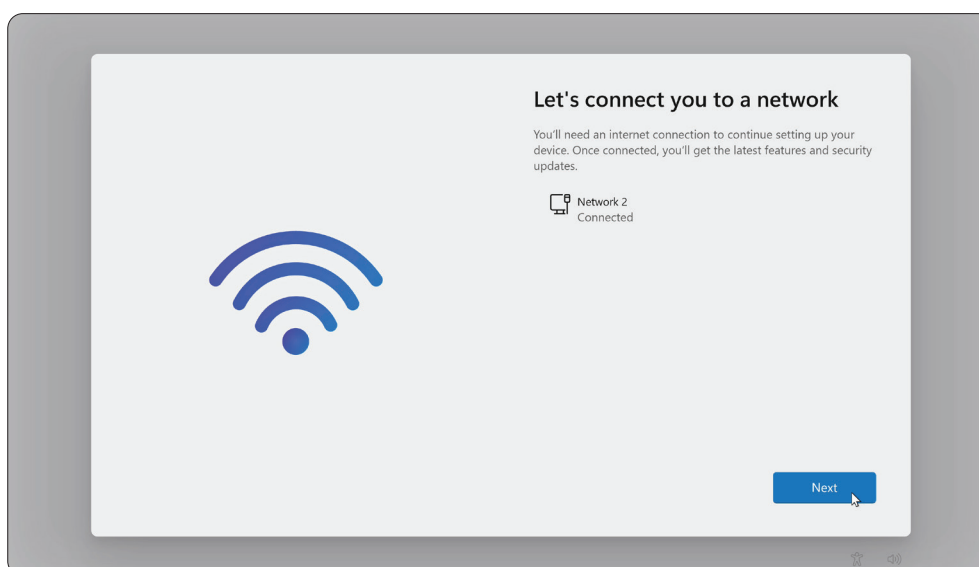 Let's connect you to a network
You'll need an internet connection to continue setting up your
device. Once connected, you'll get the latest features and security
updates.
Network 2
Connected
Next